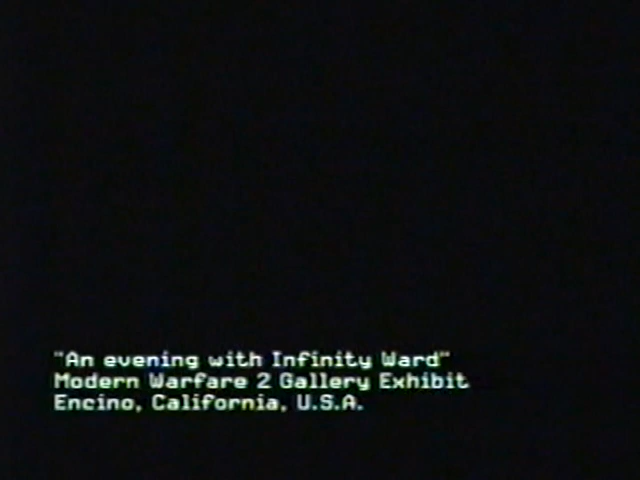 "An evening with Infinity Ward"
Modern Warfare 2 Gallery Exhibit
Encino, California, U.S.A.